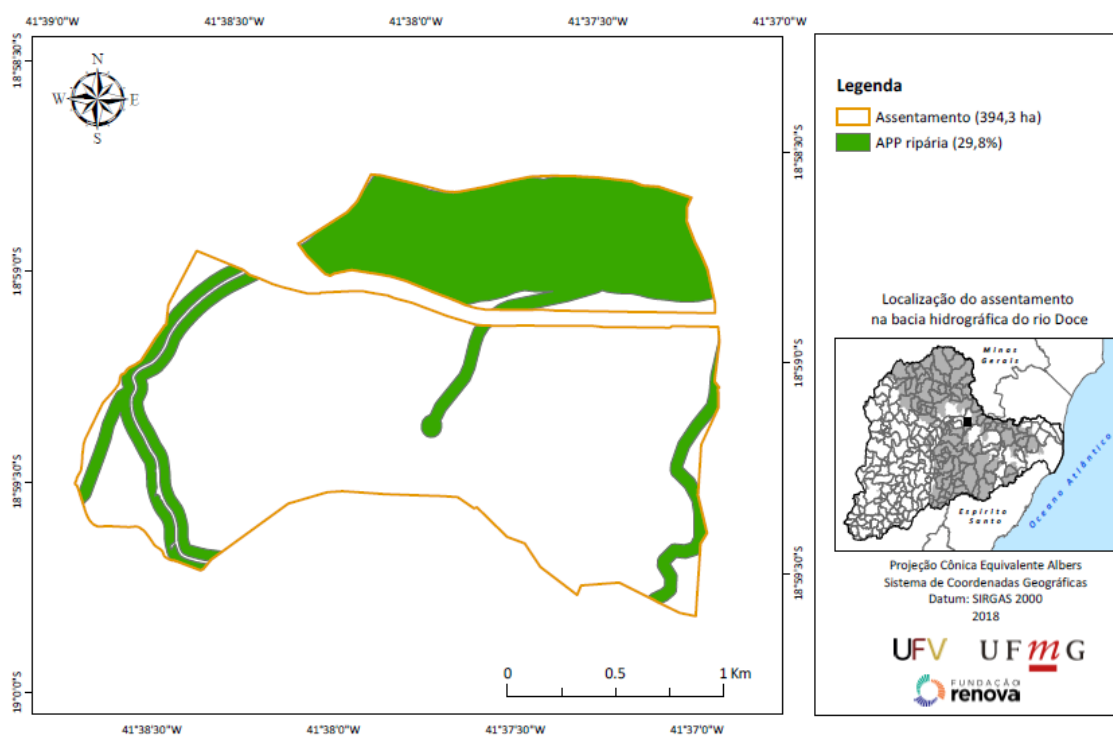 41°39'0"W 41°38'30"W 41°38'0"W 41°37'30"W 41°37'0"W
18°58'30"S
18°59'0"S
18°59'30"S
19°0'0"S
N
W E
S
18°58'30"S
18°59'0"S
18°59'30"S
0 0.5 1 Km
41°38'30"W 41°38'0"W 41°37'30"W 41°37'0"W
Legenda
Assentamento (394,3 ha)
APP ripária (29,8%)
Localização do assentamento
na bacia hidrográfica do rio Doce
Minas
Gerais
Espírito
Santo
Oceano Atlântico
Projeção Cônica Equivalente Albers
Sistema de Coordenadas Geográficas
Datum: SIRGAS 2000
2018
UFV UFmG
FUNDAÇÃO
renova